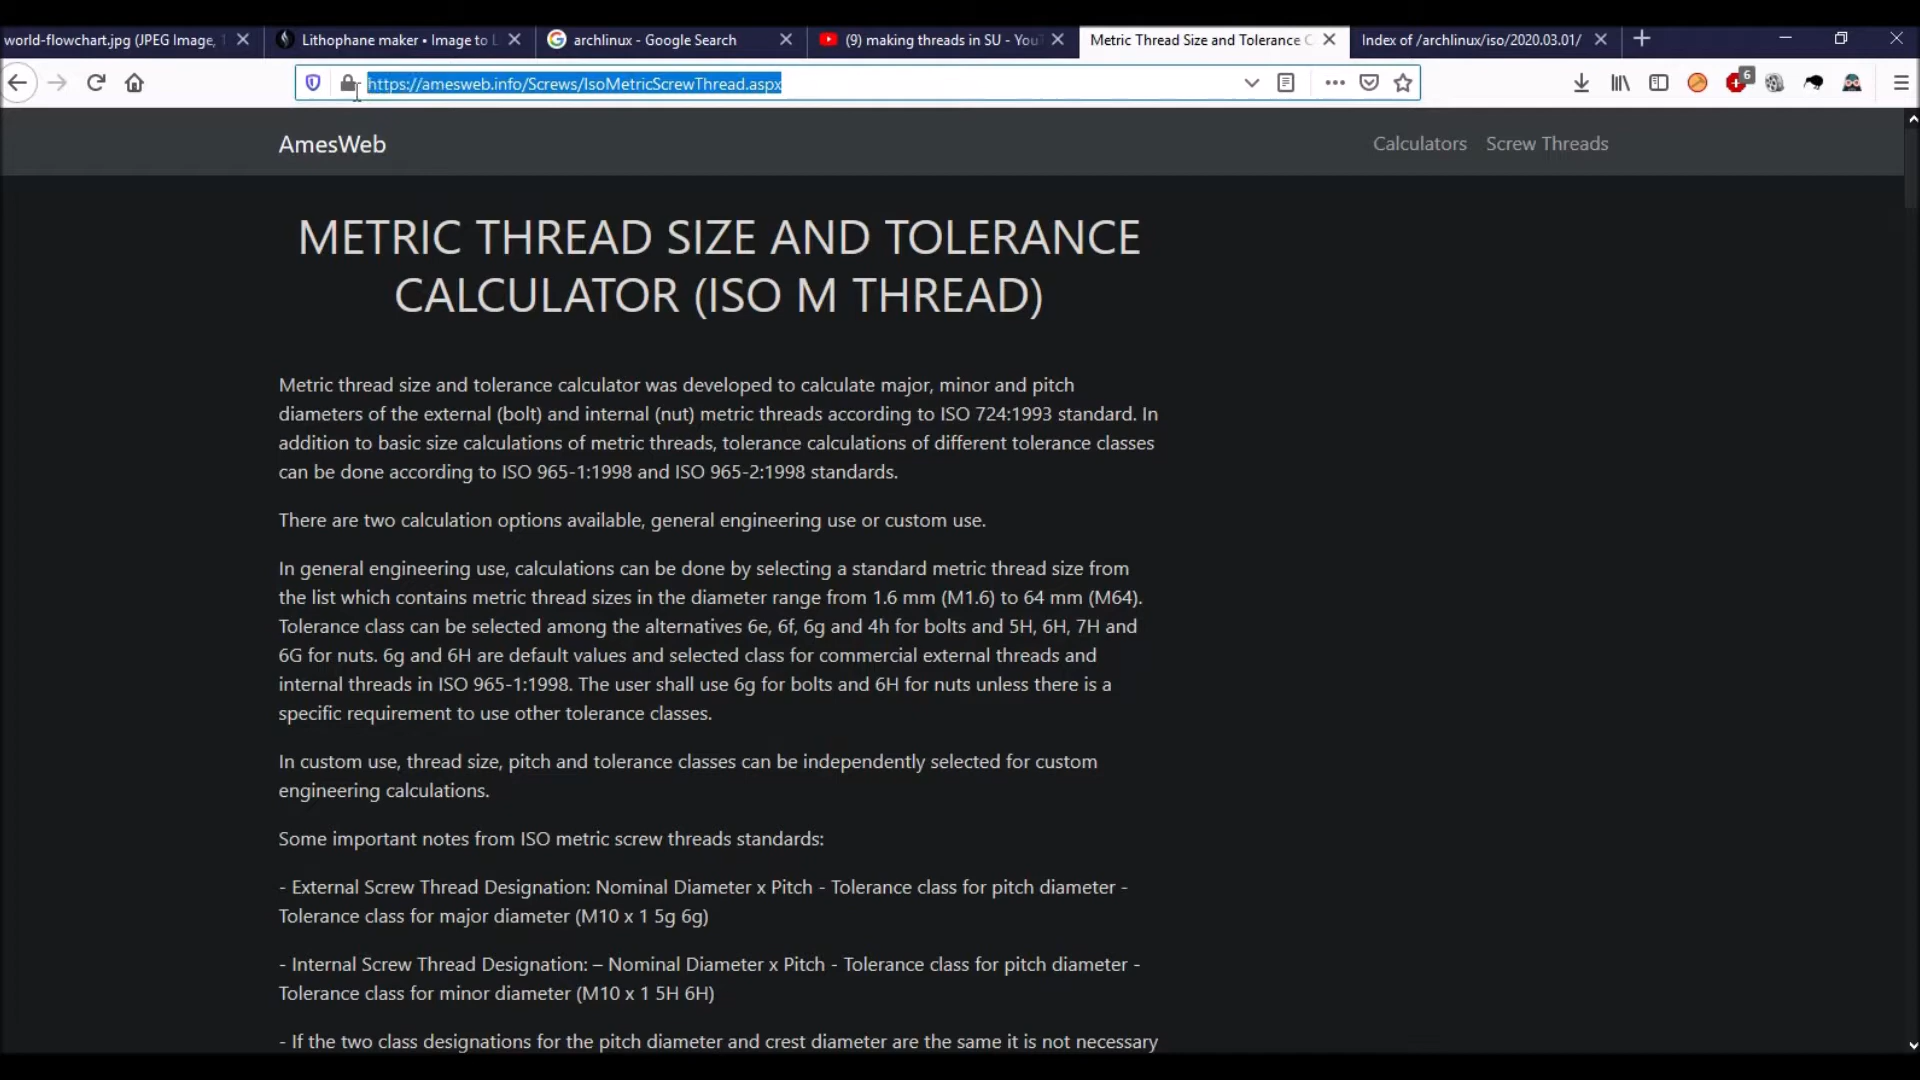 world-flowchart.jpg (JPEG Image,
Lithophane maker • Image to L
archlinux - Google Search
(9) making threads in SU - You
Metric Thread Size and Tolerance C
Index of /archlinux/iso/2020.03.01/
https://amesweb.info/Screws/IsoMetricScrewThread.aspx
6
AmesWeb
Calculators
Screw Threads
METRIC THREAD SIZE AND TOLERANCE
CALCULATOR (ISO M THREAD)
Metric thread size and tolerance calculator was developed to calculate major, minor and pitch
diameters of the external (bolt) and internal (nut) metric threads according to ISO 724:1993 standard. In
addition to basic size calculations of metric threads, tolerance calculations of different tolerance classes
can be done according to ISO 965-1:1998 and ISO 965-2:1998 standards.
There are two calculation options available, general engineering use or custom use.
In general engineering use, calculations can be done by selecting a standard metric thread size from
the list which contains metric thread sizes in the diameter range from 1.6 mm (M1.6) to 64 mm (M64).
Tolerance class can be selected among the alternatives 6e, 6f, 6g and 4h for bolts and 5H, 6H, 7H and
6G for nuts. 6g and 6H are default values and selected class for commercial external threads and
internal threads in ISO 965-1:1998. The user shall use 6g for bolts and 6H for nuts unless there is a
specific requirement to use other tolerance classes.
In custom use, thread size, pitch and tolerance classes can be independently selected for custom
engineering calculations.
Some important notes from ISO metric screw threads standards:
- External Screw Thread Designation: Nominal Diameter x Pitch - Tolerance class for pitch diameter -
Tolerance class for major diameter (M10 x 1 5g 6g)
- Internal Screw Thread Designation: – Nominal Diameter x Pitch - Tolerance class for pitch diameter -
Tolerance class for minor diameter (M10 x 1 5H 6H)
- If the two class designations for the pitch diameter and crest diameter are the same it is not necessary